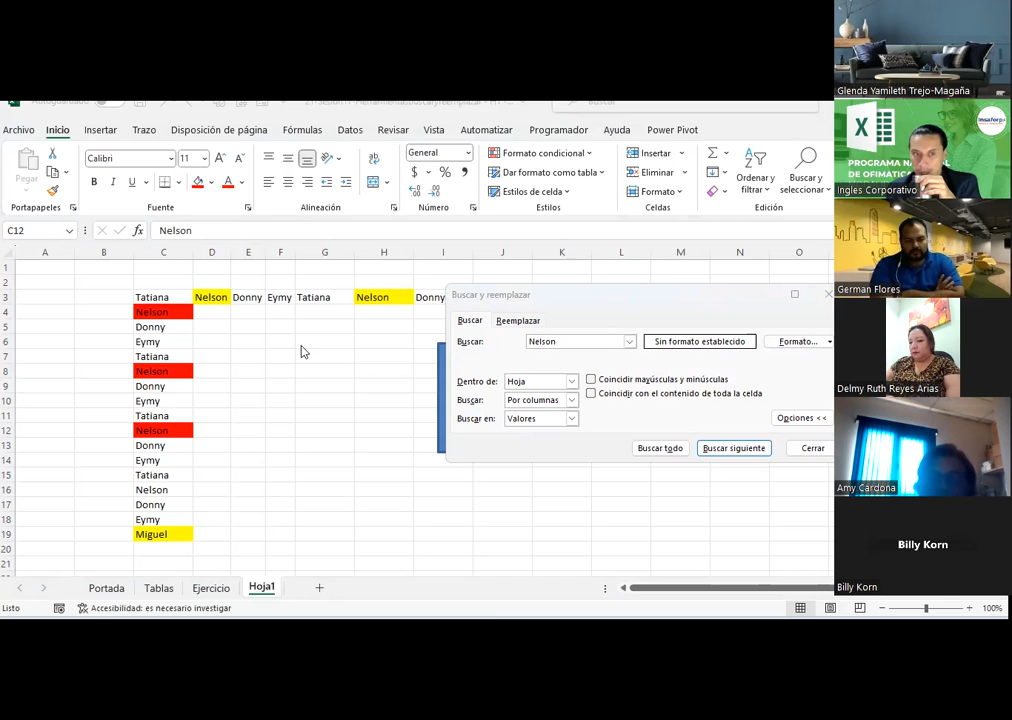 Buscar
Archivo Inicio Insertar Trazo Disposición de página Fórmulas Datos Revisar Vista Automatizar Programador Ayuda Power Pivot
Pegar
Calibri 11
N K S
General
$ % 
Formato condicional
Dar formato como tabla
Estilos de celda
Insertar
Eliminar
Formato
Ordenar y filtrar
Buscar y seleccionar
Portapapeles Fuente Alineación Número Estilos Celdas Edición
C12 fx Nelson
A B C D E F G H I J K L M N O
1
2
3 Tatiana Nelson Donny Eymy Tatiana Nelson Donny
4 Nelson
5 Donny
6 Eymy
7 Tatiana
8 Nelson
9 Donny
10 Eymy
11 Tatiana
12 Nelson
13 Donny
14 Eymy
15 Tatiana
16 Nelson
17 Donny
18 Eymy
19 Miguel
20
21
Buscar y reemplazar
Buscar Reemplazar
Buscar: Nelson Sin formato establecido Formato...
Dentro de: Hoja Coincidir mayúsculas y minúsculas
Buscar: Por columnas Coincidir con el contenido de toda la celda
Buscar en: Valores Opciones <<
Buscar todo Buscar siguiente Cerrar
Portada Tablas Ejercicio Hoja1 +
Listo Accesibilidad: es necesario investigar 100%
Glenda Yamileth Trejo-Magaña
X
Insaforp
PROGRAMA
DE OFIMÁTICA
Ingles Corporativo
German Flores
Delmy Ruth Reyes Arias
Amy Cardona
Billy Korn
Billy Korn